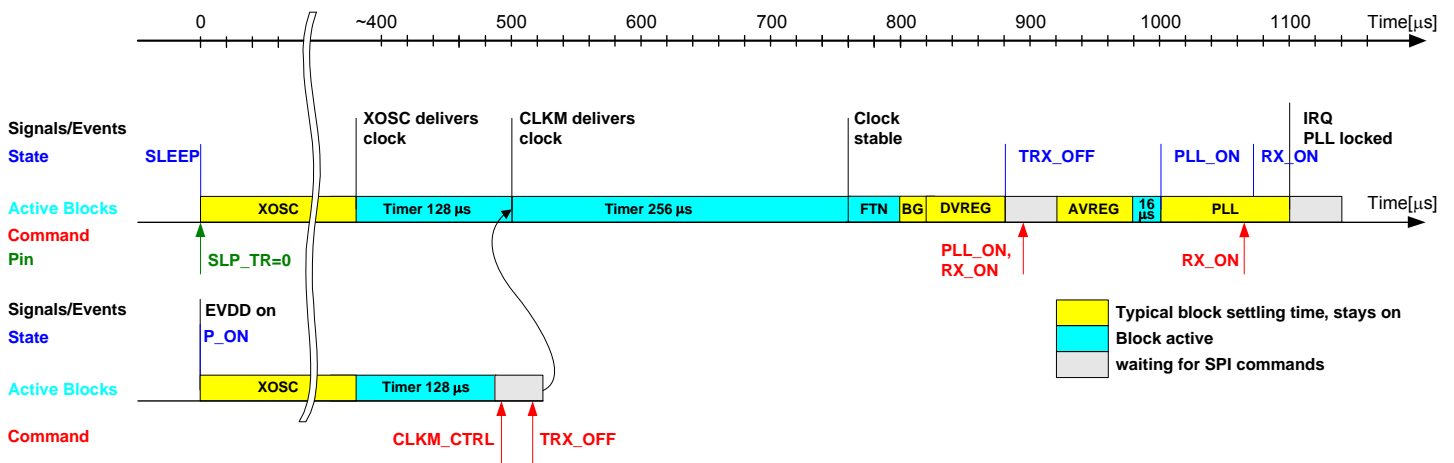 0 ~400 500 600 700 800 900 1000 1100 Time[μs]
Signals/Events
XOSC delivers
clock
CLKM delivers
clock
Clock
stable
IRQ
PLL locked
State
SLEEP
TRX_OFF
PLL_ON
RX_ON
Active Blocks
XOSC
Timer 128 μs
Timer 256 μs
FTN
BG
DVREG
AVREG
16
μs
PLL
Time[μs]
Command
PLL_ON,
RX_ON
RX_ON
Pin
SLP_TR=0
Signals/Events
EVDD on
State
P_ON
Typical block settling time, stays on
Block active
waiting for SPI commands
Active Blocks
XOSC
Timer 128 μs
Command
CLKM_CTRL
TRX_OFF